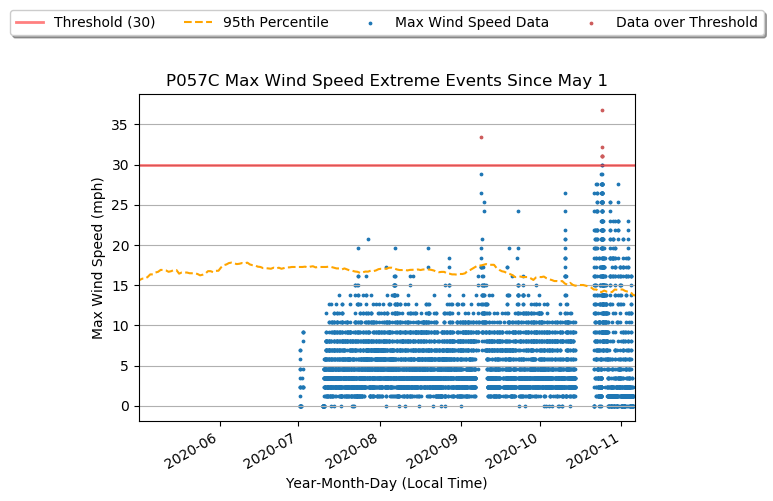 Threshold (30) 95th Percentile Max Wind Speed Data Data over Threshold
P057C Max Wind Speed Extreme Events Since May 1
Max Wind Speed (mph)
35
30
25
20
15
10
5
0
2020-06 2020-07 2020-08 2020-09 2020-10 2020-11
Year-Month-Day (Local Time)